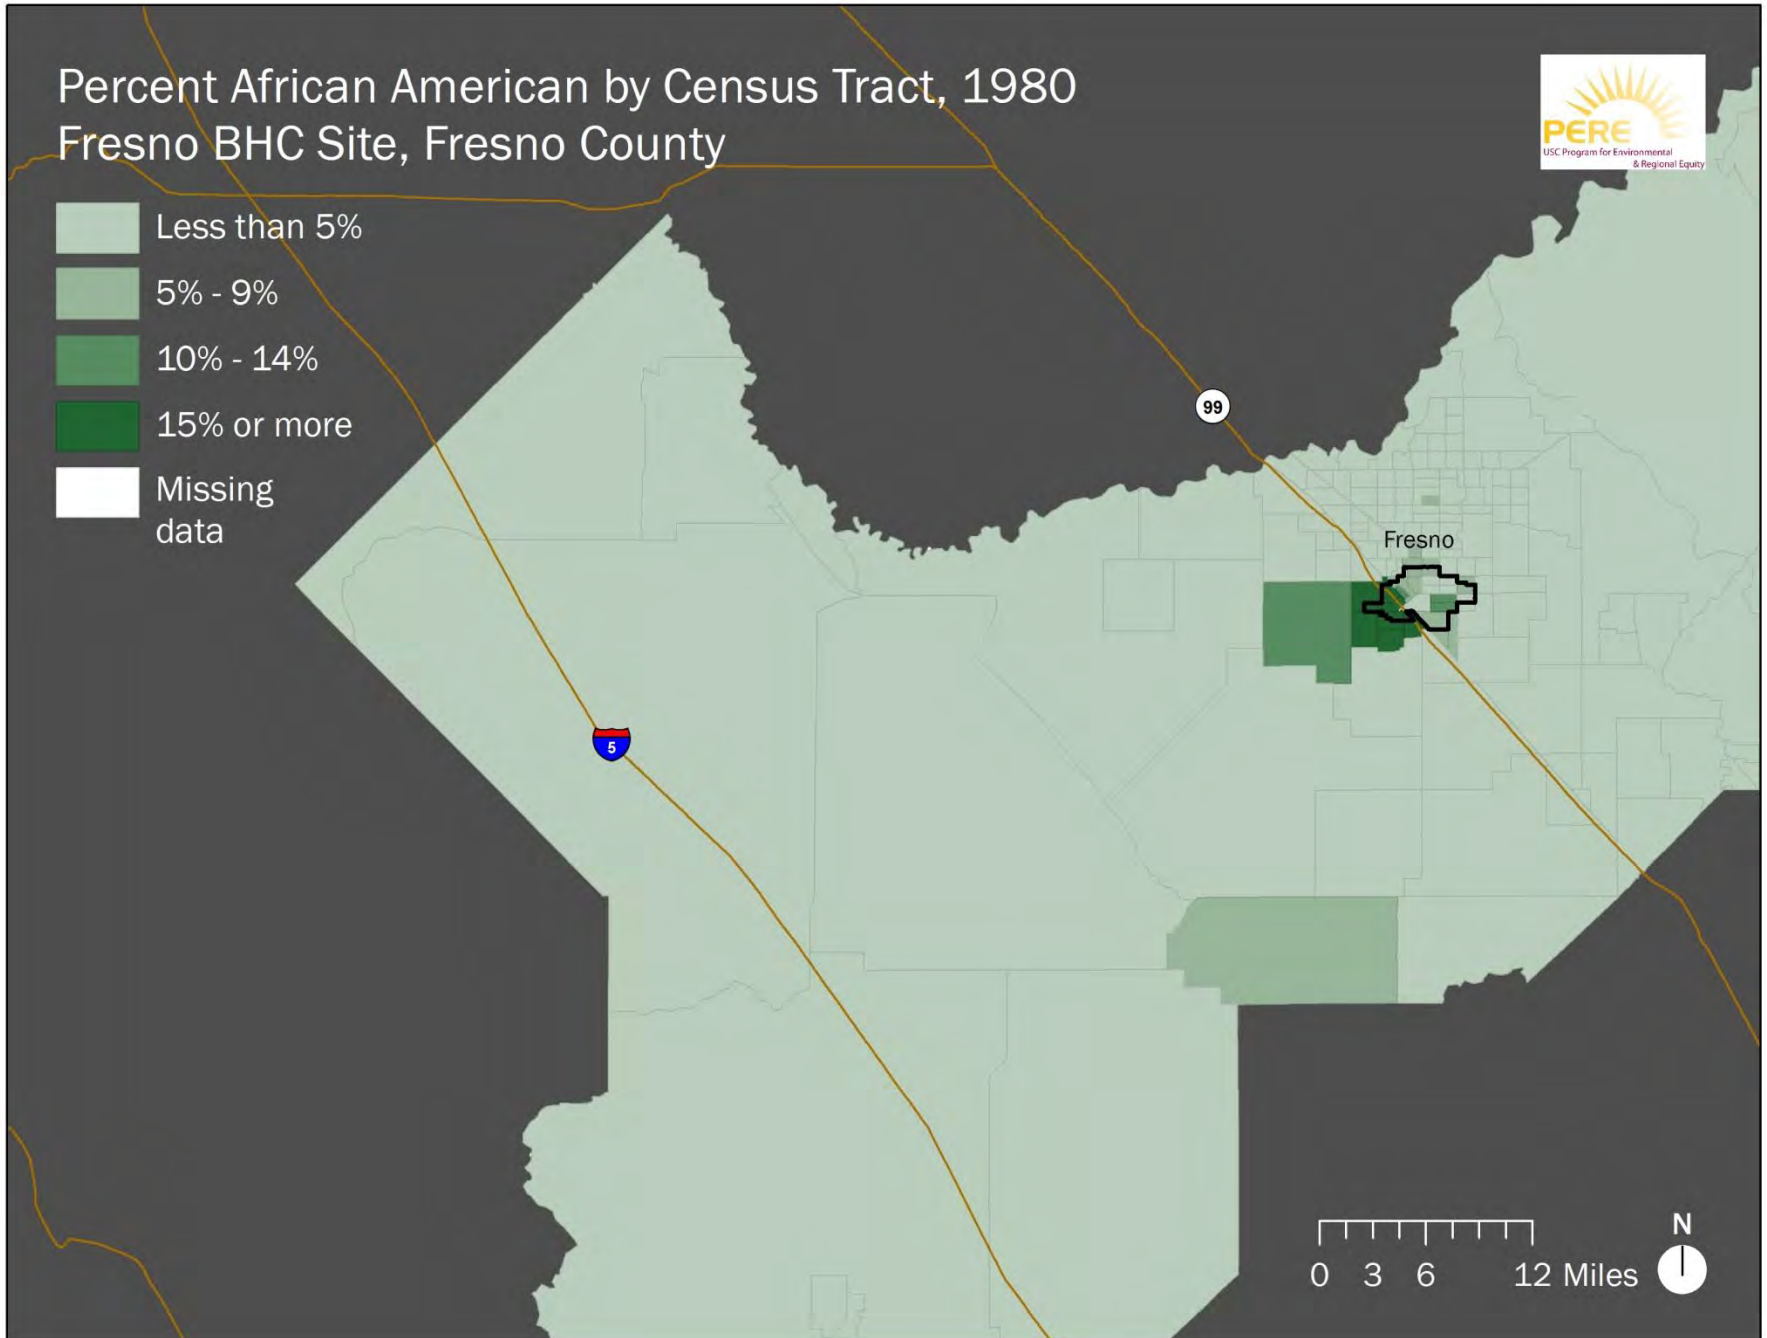 Percent African American by Census Tract, 1980
Fresno BHC Site, Fresno County
PERE
USC Program for Environmental
& Regional Equity
Less than 5%
5% - 9%
10% - 14%
15% or more
Missing
data
99
Fresno
5
N
0 3 6 12 Miles